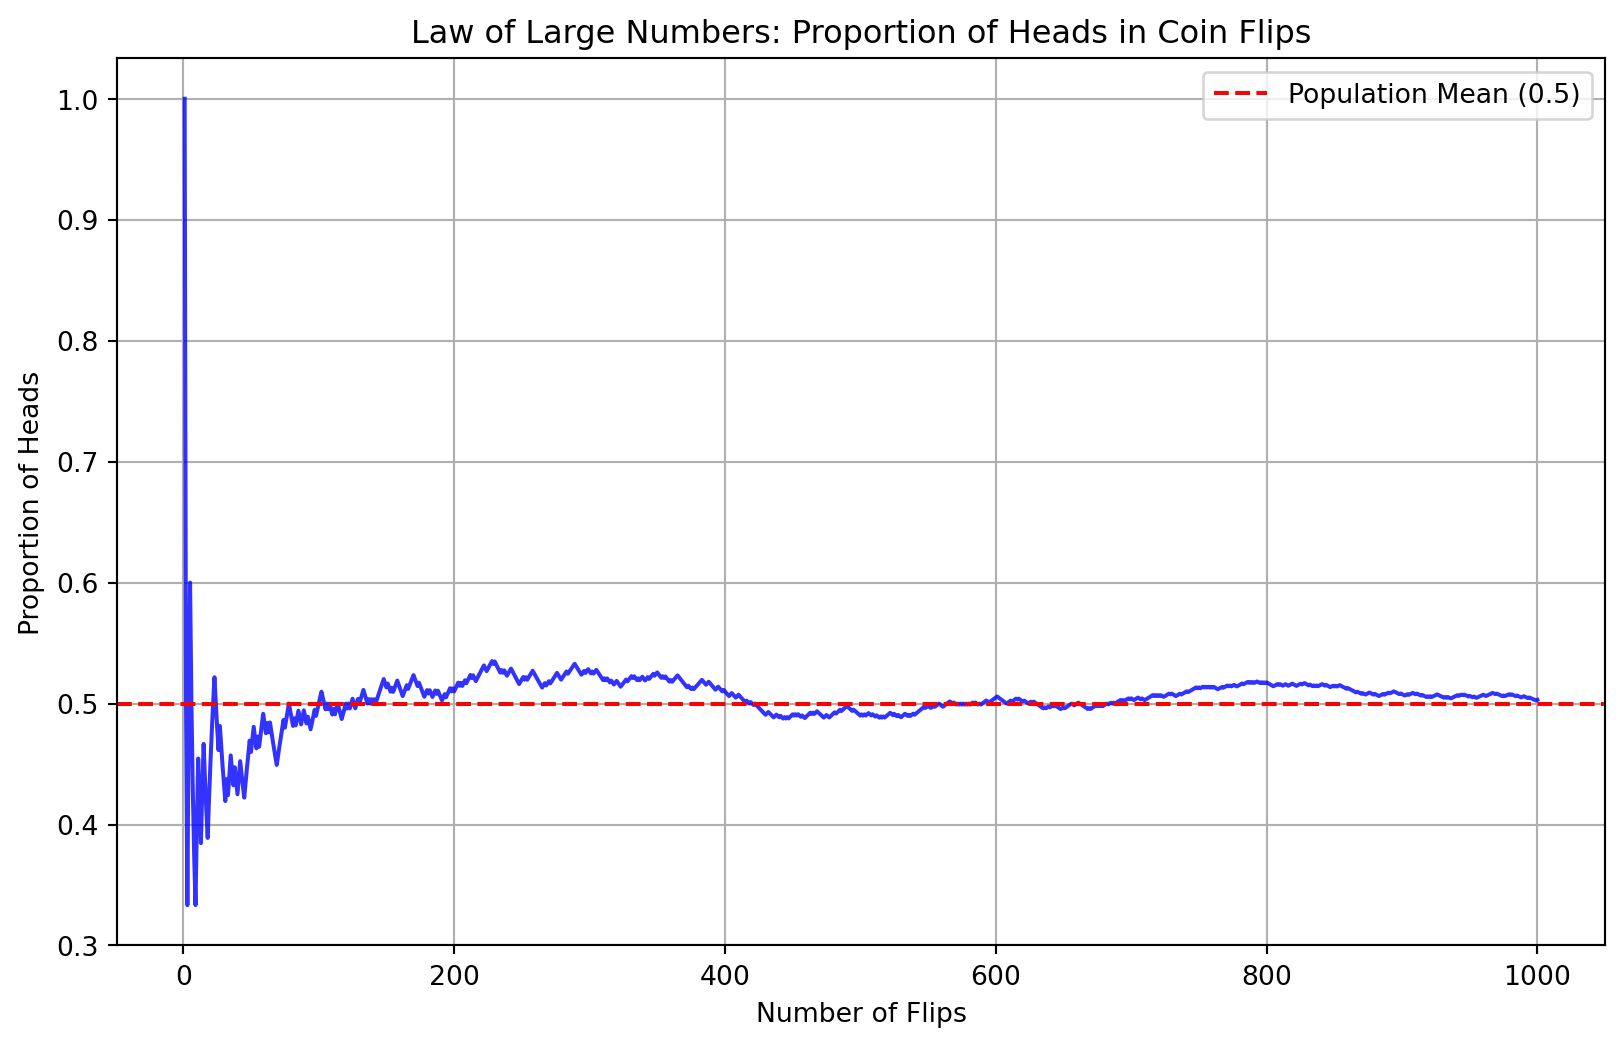 Law of Large Numbers: Proportion of Heads in Coin Flips
Population Mean (0.5)
1.0
0.9
0.8
0.7
0.6
0.5
0.4
0.3
Proportion of Heads
0 200 400 600 800 1000
Number of Flips